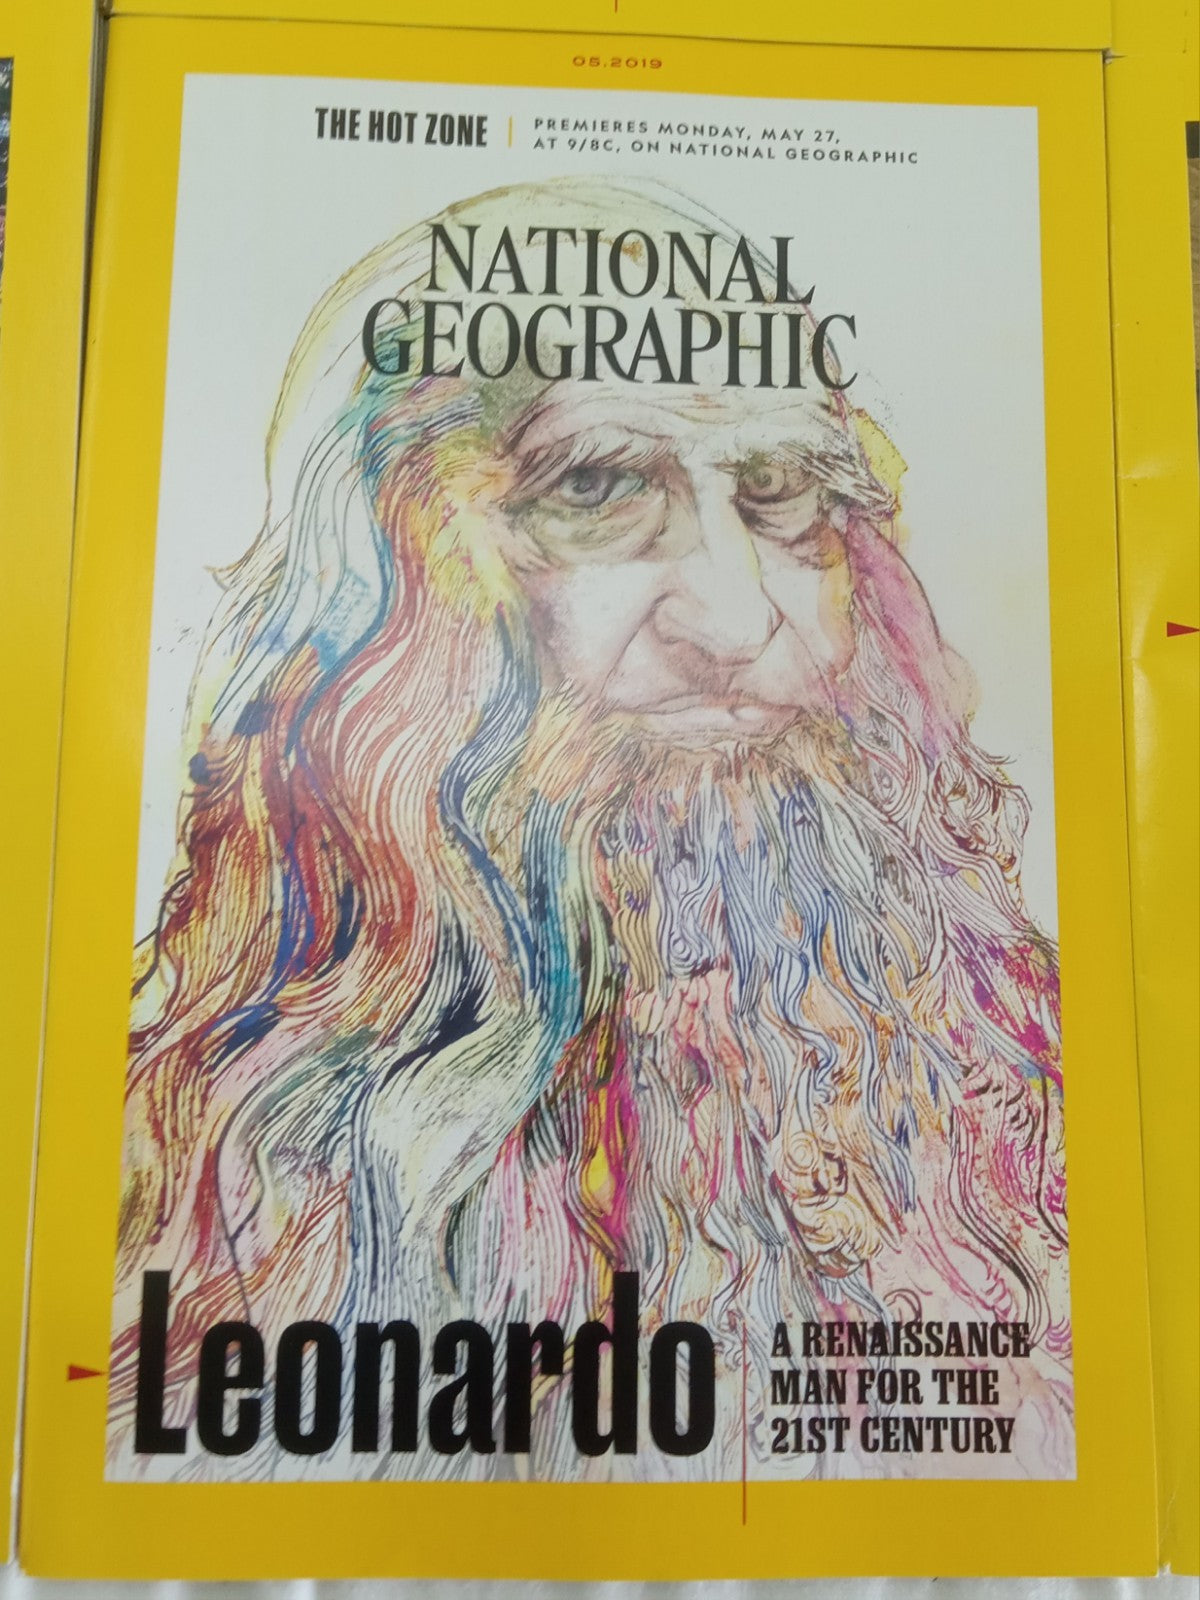 05.2019
THE HOT ZONE
PREMIERES MONDAY, MAY 27,
AT 9/8C, ON NATIONAL GEOGRAPHIC
NATIONAL
GEOGRAPHIC
Leonardo
A RENAISSANCE
MAN FOR THE
21ST CENTURY